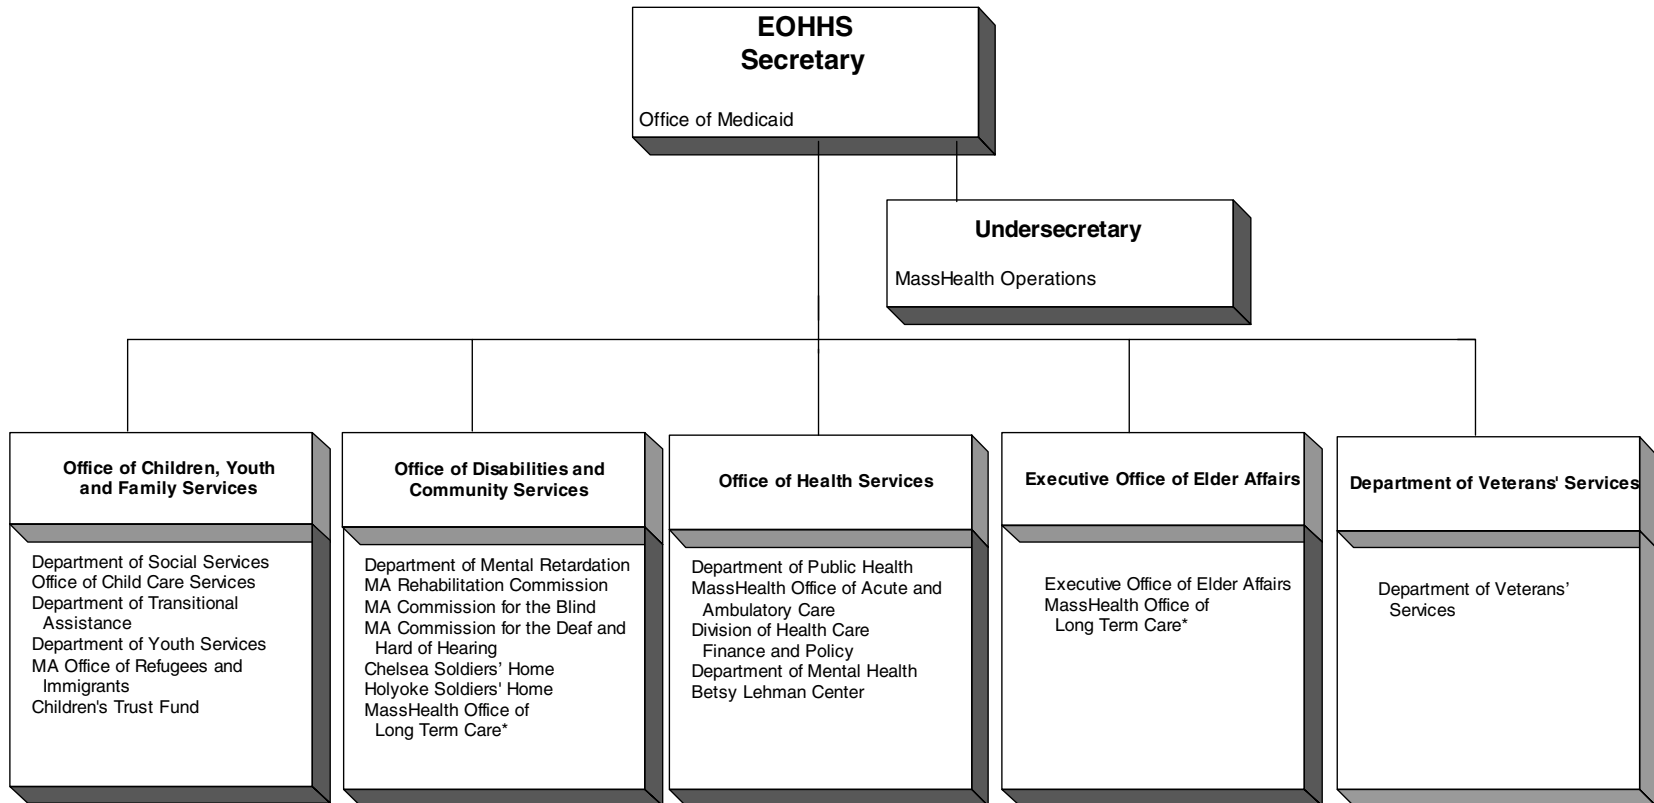 EOHHS
Secretary
Office of Medicaid
Undersecretary
MassHealth Operations
Office of Children, Youth
and Family Services
Department of Social Services
Office of Child Care Services
Department of Transitional
Assistance
Department of Youth Services
MA Office of Refugees and
Immigrants
Children's Trust Fund
Office of Disabilities and
Community Services
Department of Mental Retardation
MA Rehabilitation Commission
MA Commission for the Blind
MA Commission for the Deaf and
Hard of Hearing
Chelsea Soldiers’ Home
Holyoke Soldiers' Home
MassHealth Office of
Long Term Care*
Office of Health Services
Department of Public Health
MassHealth Office of Acute and
Ambulatory Care
Division of Health Care
Finance and Policy
Department of Mental Health
Betsy Lehman Center
Executive Office of Elder Affairs
Executive Office of Elder Affairs
MassHealth Office of
Long Term Care*
Department of Veterans' Services
Department of Veterans’
Services